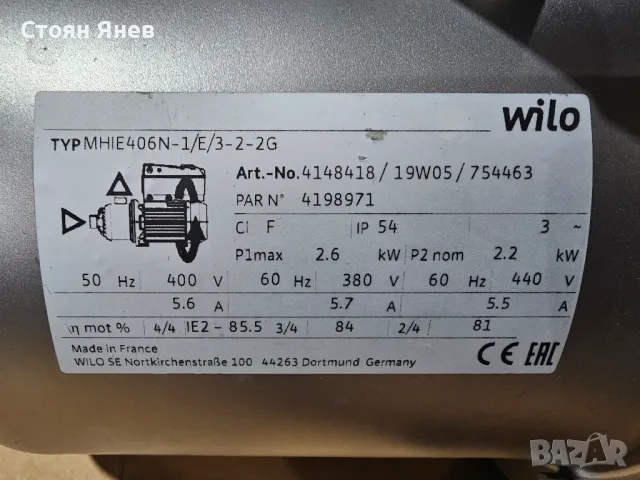 Стоян Янев
wilo
TYP MHIE406N-1/E/3-2-2G
Art.-No. 4148418 / 19W05 / 754463
PAR N° 4198971
Cl F IP 54 3 ~
P1max 2.6 kW P2 nom 2.2 kW
50 Hz 400 V 60 Hz 380 V 60 Hz 440 V
5.6 A 5.7 A 5.5 A
η mot % 4/4 IE2 - 85.5 3/4 84 2/4 81
Made in France
WILO SE Nortkirchenstraße 100 44263 Dortmund Germany
CE EAC
BAZAR
bg